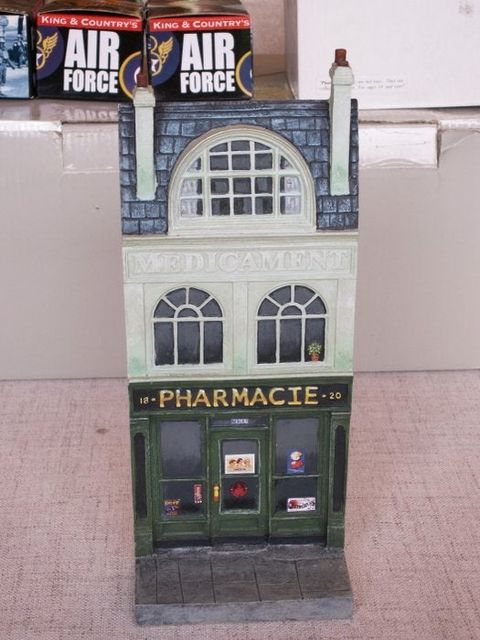 KING & COUNTRY'S
AIR
FORCE
KING & COUNTRY'S
AIR
FORCE
MEDICAMENT
18 - PHARMACIE - 20